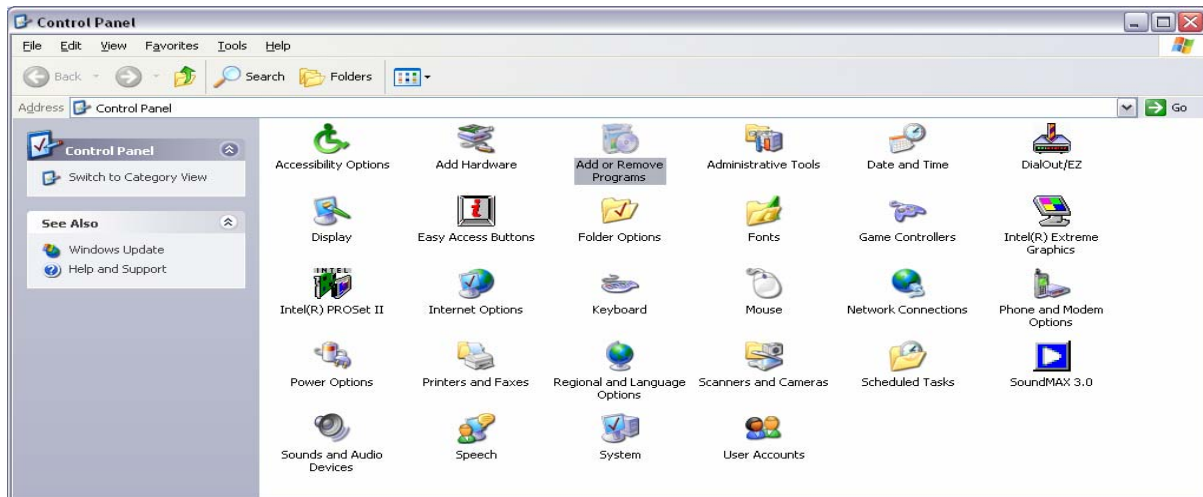 Control Panel
File Edit View Favorites Tools Help
Back Search Folders
Address Control Panel Go
Control Panel
Switch to Category View
See Also
Windows Update
Help and Support
Accessibility Options Add Hardware Add or Remove Programs Administrative Tools Date and Time DialOut/EZ
Display Easy Access Buttons Folder Options Fonts Game Controllers Intel(R) Extreme Graphics
INTEL
Intel(R) PROSet II Internet Options Keyboard Mouse Network Connections Phone and Modem Options
Power Options Printers and Faxes Regional and Language Options Scanners and Cameras Scheduled Tasks SoundMAX 3.0
Sounds and Audio Devices Speech System User Accounts